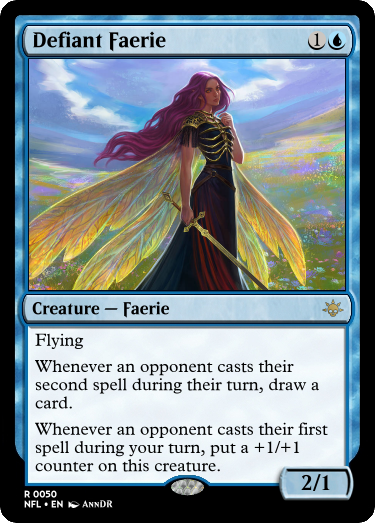 Defiant Faerie 1
Creature — Faerie
Flying
Whenever an opponent casts their
second spell during their turn, draw a
card.
Whenever an opponent casts their first
spell during your turn, put a +1/+1
counter on this creature.
2/1
R 0050
NFL • EN AnnDR